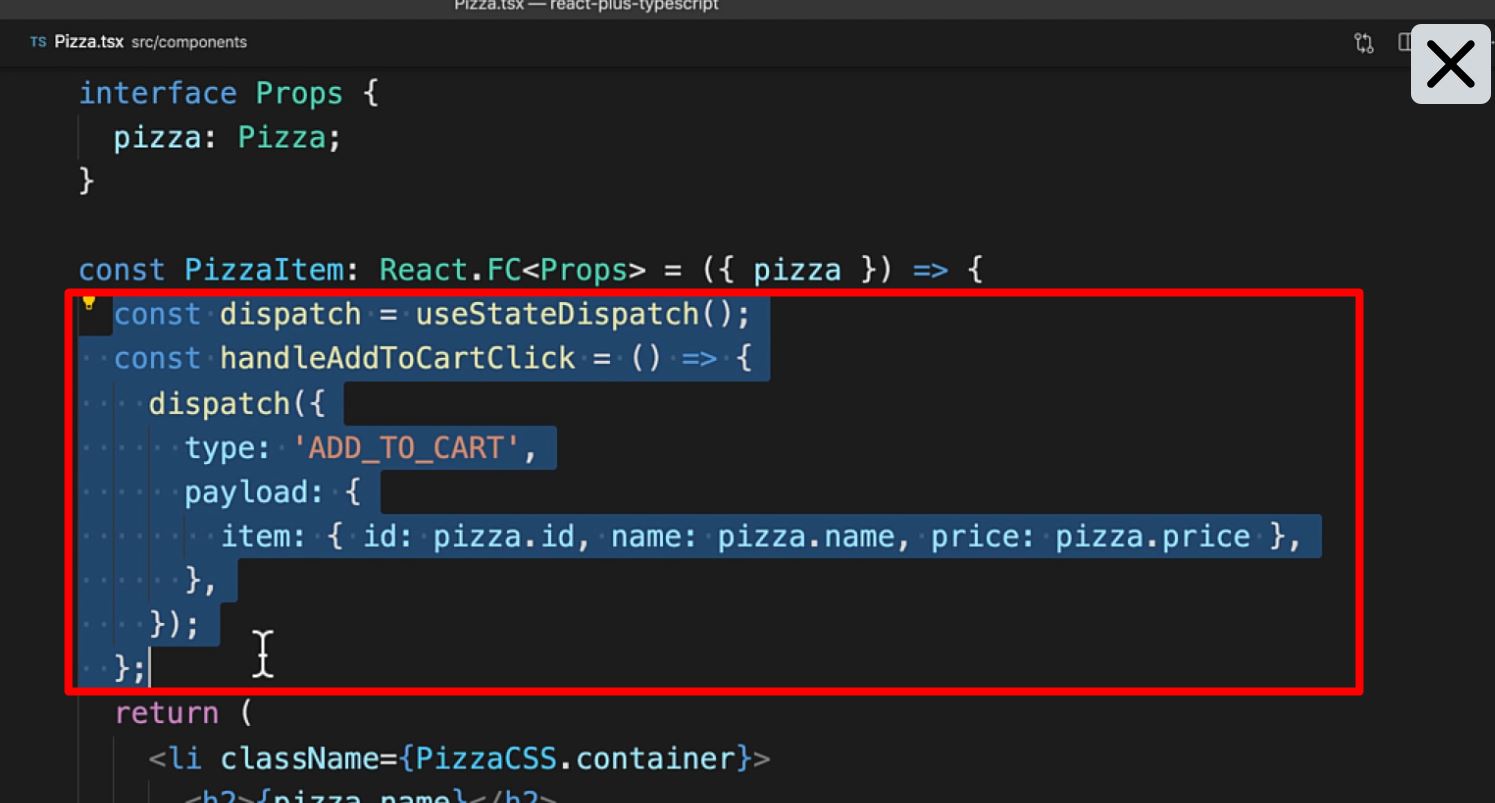 Pizza.tsx — react-plus-typescript
TS Pizza.tsx src/components
interface Props {
  pizza: Pizza;
}
const PizzaItem: React.FC<Props> = ({ pizza }) => {
  const dispatch = useStateDispatch();
  const handleAddToCartClick = () => {
    dispatch({
      type: 'ADD_TO_CART',
      payload: {
        item: { id: pizza.id, name: pizza.name, price: pizza.price },
      },
    });
  };
  return (
    <li className={PizzaCSS.container}>
      <h2>{pizza.name}</h2>